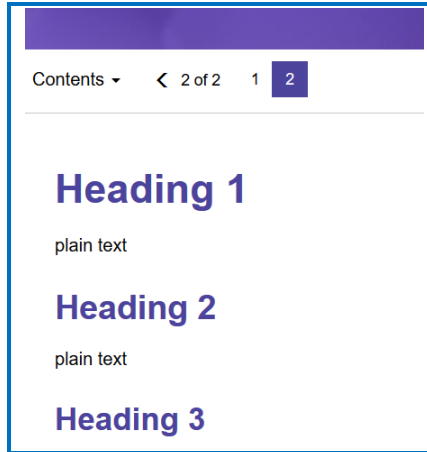 Contents 2 of 2 1 2
Heading 1
plain text
Heading 2
plain text
Heading 3